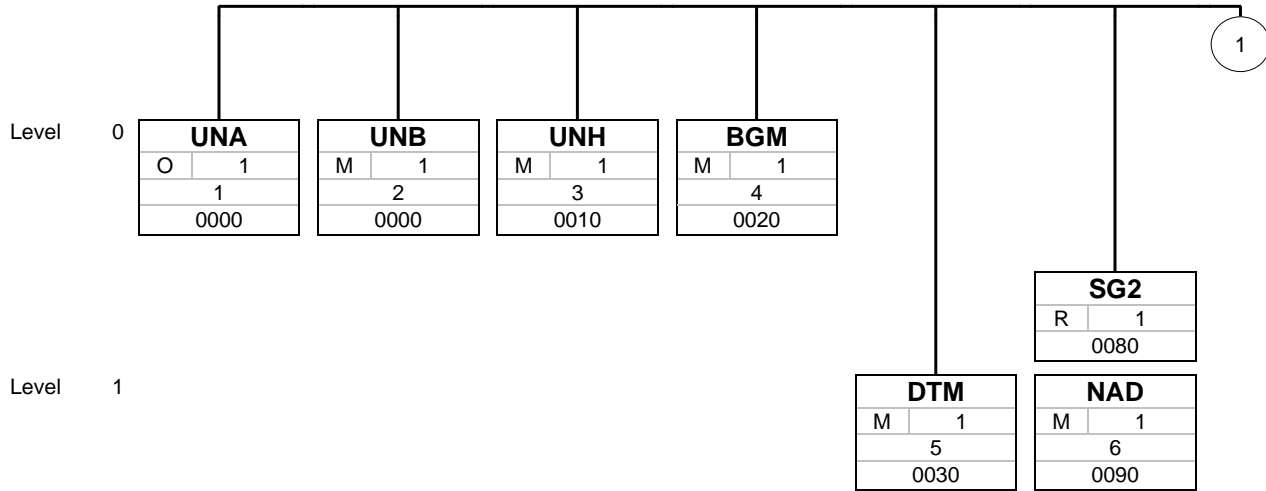 1
Level 0 UNA UNB UNH BGM
O 1 M 1 M 1 M 1
1 2 3 4
0000 0000 0010 0020
SG2
R 1
0080
Level 1 DTM NAD
M 1 M 1
5 6
0030 0090